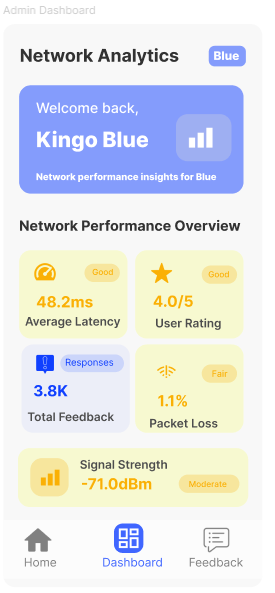 Admin Dashboard
Network Analytics
Blue
Welcome back,
Kingo Blue
Network performance insights for Blue
Network Performance Overview
Good
48.2ms
Average Latency
Good
4.0/5
User Rating
Responses
3.8K
Total Feedback
Fair
1.1%
Packet Loss
Signal Strength
-71.0dBm
Moderate
Home
Dashboard
Feedback